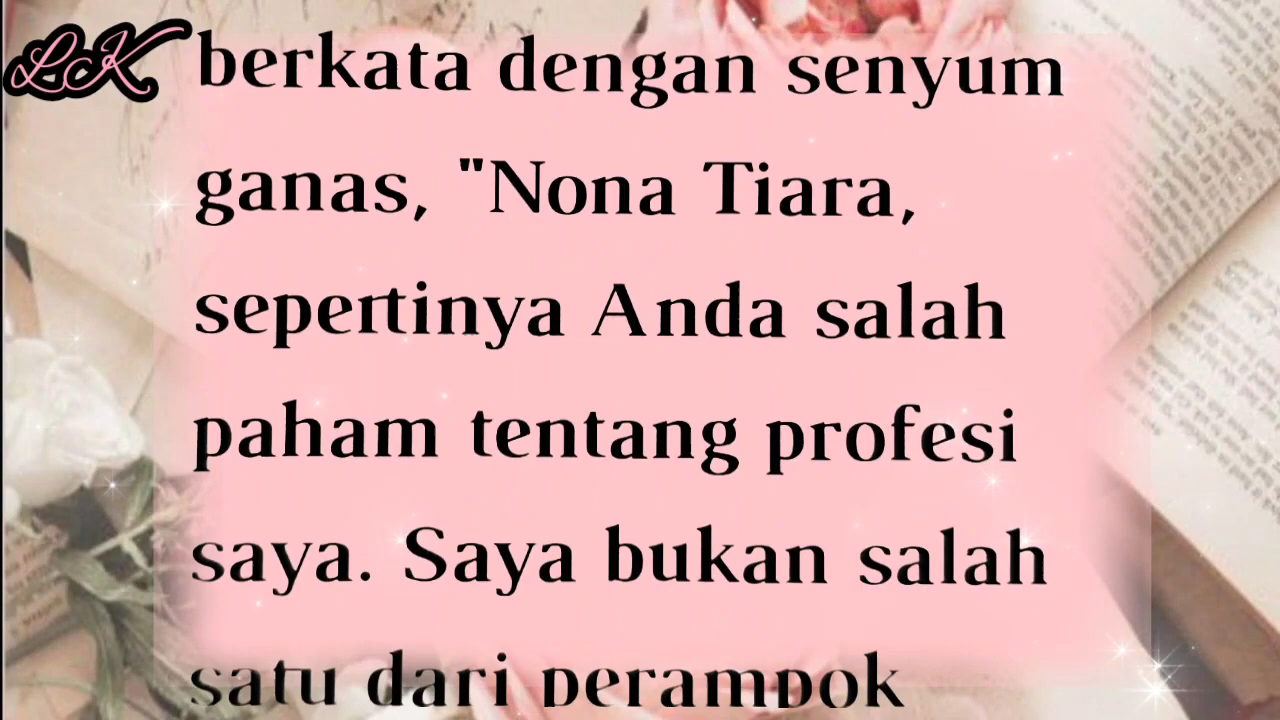 LK
berkata dengan senyum
ganas, "Nona Tiara,
sepertinya Anda salah
paham tentang profesi
saya. Saya bukan salah
satu dari perampok